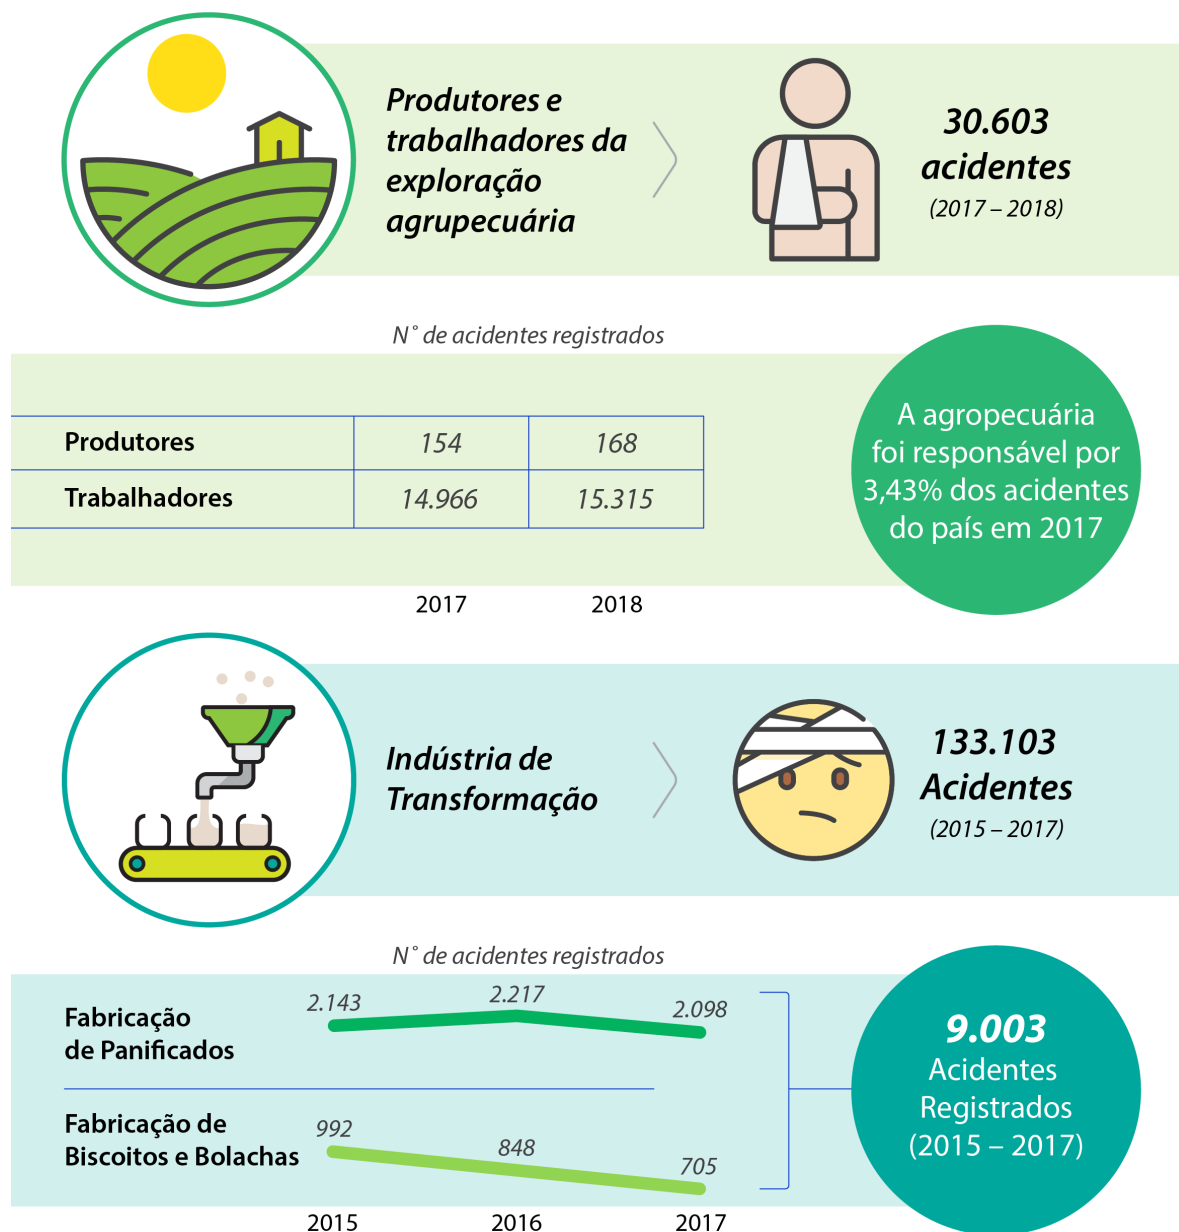 Produtores e
trabalhadores da
exploração
agrupecuária
30.603
acidentes
(2017 – 2018)
N° de acidentes registrados
Produtores 154 168
Trabalhadores 14.966 15.315
2017 2018
A agropecuária
foi responsável por
3,43% dos acidentes
do país em 2017
Indústria de
Transformação
133.103
Acidentes
(2015 – 2017)
N° de acidentes registrados
Fabricação
de Panificados
2.143 2.217 2.098
Fabricação de
Biscoitos e Bolachas
992 848 705
2015 2016 2017
9.003
Acidentes
Registrados
(2015 – 2017)